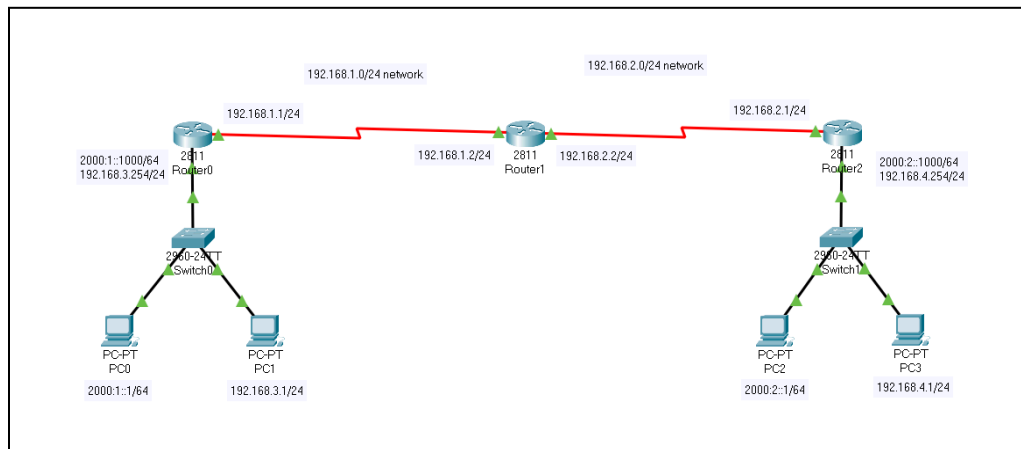 192.168.1.0/24 network
192.168.2.0/24 network
192.168.1.1/24
192.168.2.1/24
2811
Router0
192.168.1.2/24
2811
Router1
192.168.2.2/24
2811
Router2
2000:1::1000/64
192.168.3.254/24
2000:2::1000/64
192.168.4.254/24
2960-24TT
Switch0
2960-24TT
Switch1
PC-PT
PC0
PC-PT
PC1
PC-PT
PC2
PC-PT
PC3
2000:1::1/64
192.168.3.1/24
2000:2::1/64
192.168.4.1/24